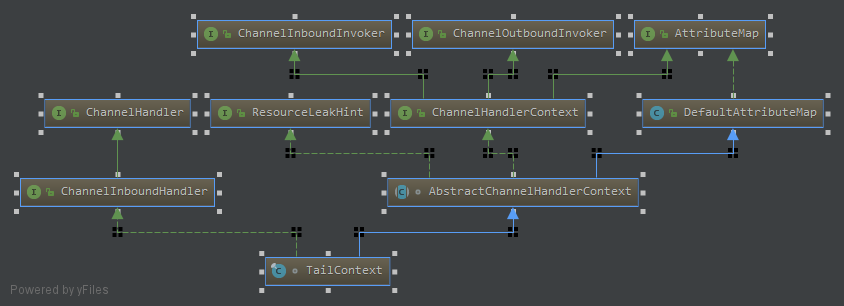 I ChannelInboundInvoker
I ChannelOutboundInvoker
I AttributeMap
I ChannelHandler
I ResourceLeakHint
I ChannelHandlerContext
C DefaultAttributeMap
I ChannelInboundHandler
C AbstractChannelHandlerContext
C TailContext
Powered by yFiles